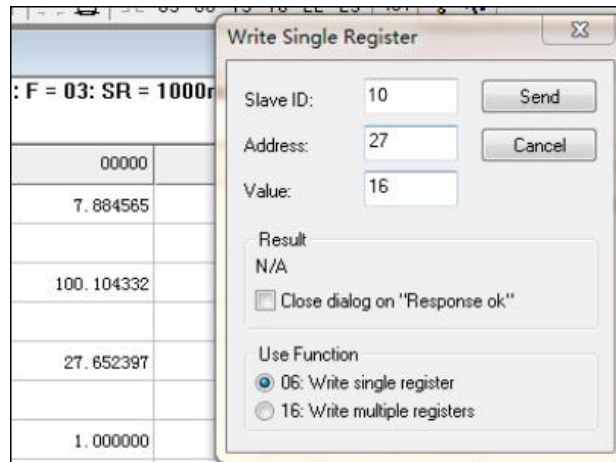 Write Single Register
: F = 03: SR = 1000
00000
7.884565
100.104332
27.652397
1.000000
Slave ID: 10 Send
Address: 27 Cancel
Value: 16
Result
N/A
Close dialog on "Response ok"
Use Function
06: Write single register
16: Write multiple registers